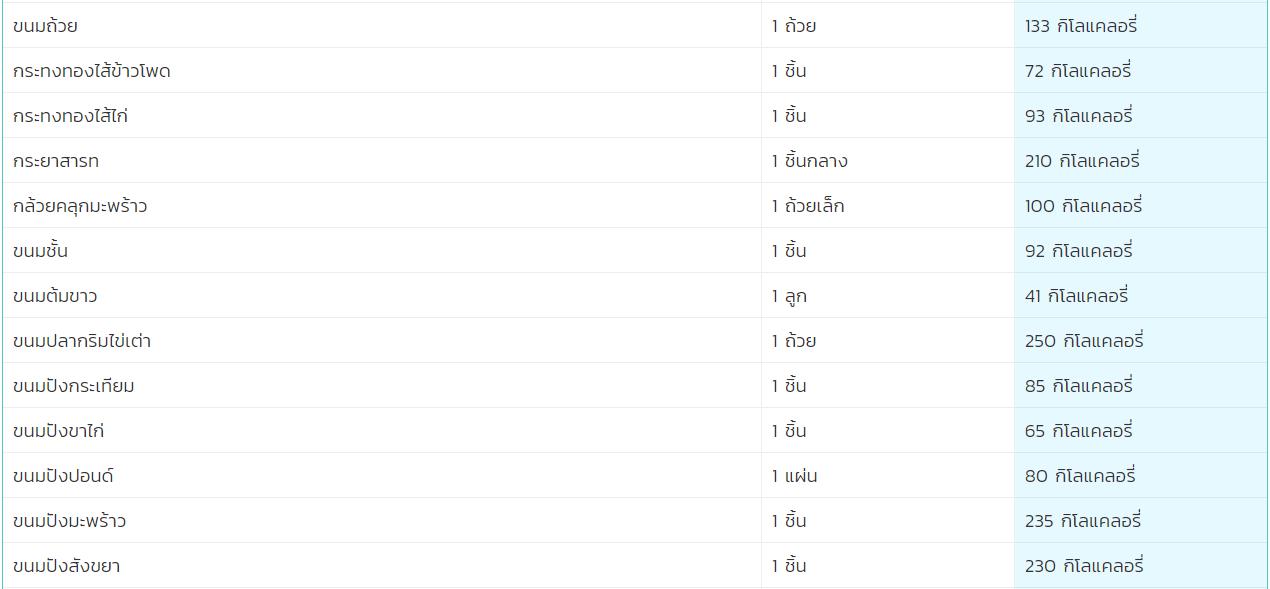 ขนมถ้วย 1 ถ้วย 133 กิโลแคลอรี่
กระทงทองไส้ข้าวโพด 1 ชิ้น 72 กิโลแคลอรี่
กระทงทองไส้ไก่ 1 ชิ้น 93 กิโลแคลอรี่
กระยาสารท 1 ชิ้นกลาง 210 กิโลแคลอรี่
กล้วยคลุกมะพร้าว 1 ถ้วยเล็ก 100 กิโลแคลอรี่
ขนมชั้น 1 ชิ้น 92 กิโลแคลอรี่
ขนมต้มขาว 1 ลูก 41 กิโลแคลอรี่
ขนมปลากริมไข่เต่า 1 ถ้วย 250 กิโลแคลอรี่
ขนมปังกระเทียม 1 ชิ้น 85 กิโลแคลอรี่
ขนมปังขาไก่ 1 ชิ้น 65 กิโลแคลอรี่
ขนมปังปอนด์ 1 แผ่น 80 กิโลแคลอรี่
ขนมปังมะพร้าว 1 ชิ้น 235 กิโลแคลอรี่
ขนมปังสังขยา 1 ชิ้น 230 กิโลแคลอรี่